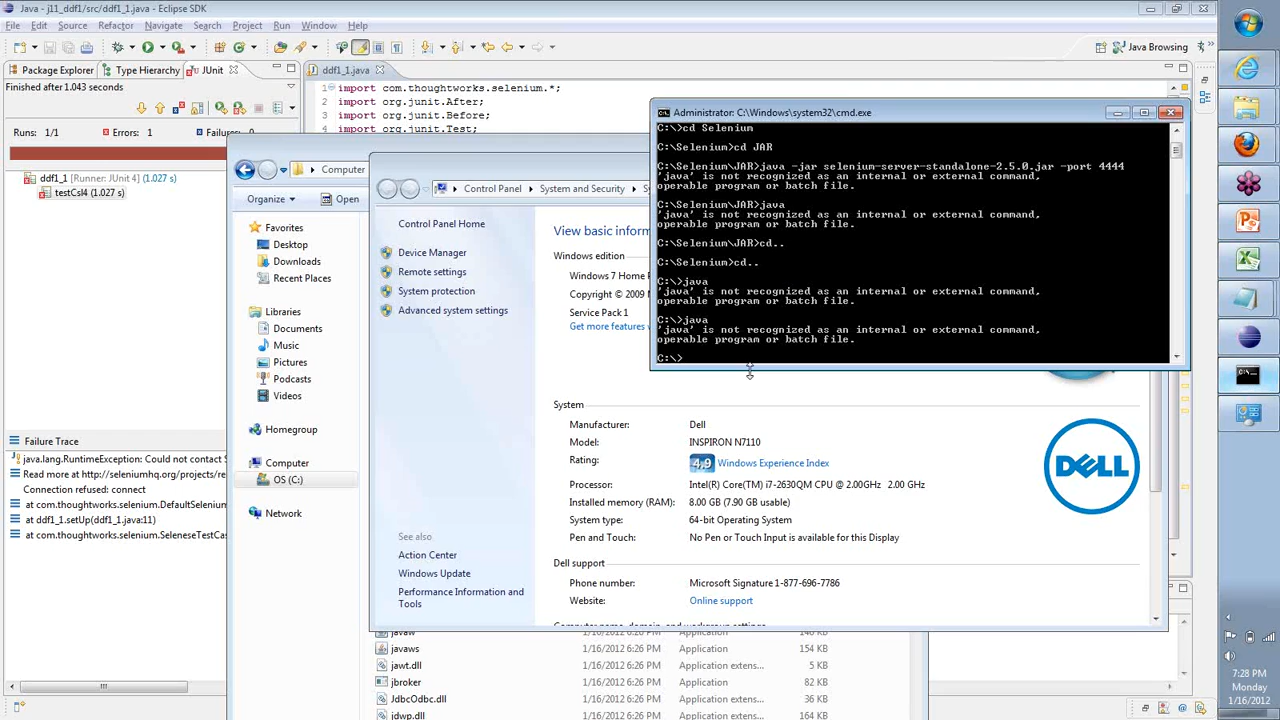 Java - j11_ddf1/src/ddf1_1.java - Eclipse SDK
File Edit Source Refactor Navigate Search Project Run Window Help
Java Browsing
Package Explorer Type Hierarchy JUnit
Finished after 1.043 seconds
Runs: 1/1 Errors: 1 Failures:
ddf1_1 [Runner: JUnit 4] (1.027 s)
testCsl4 (1.027 s)
Failure Trace
java.lang.RuntimeException: Could not contact S
Read more at http://seleniumhq.org/projects/re
Connection refused: connect
at com.thoughtworks.selenium.DefaultSelenium
at ddf1_1.setUp(ddf1_1.java:11)
at com.thoughtworks.selenium.SeleneseTestCas
ddf1_1.java
1 import com.thoughtworks.selenium.*;
2 import org.junit.After;
3 import org.junit.Before;
4 import org.junit.Test;
Computer
Organize Open
Favorites
Desktop
Downloads
Recent Places
Libraries
Documents
Music
Pictures
Podcasts
Videos
Homegroup
Computer
OS (C:)
Network
Control Panel System and Security
Control Panel Home
Device Manager
Remote settings
System protection
Advanced system settings
See also
Action Center
Windows Update
Performance Information and
Tools
View basic inform
Windows edition
Windows 7 Home
Copyright © 2009
Service Pack 1
Get more features
System
Manufacturer: Dell
Model: INSPIRON N7110
Rating: 4.9 Windows Experience Index
Processor: Intel(R) Core(TM) i7-2630QM CPU @ 2.00GHz 2.00 GHz
Installed memory (RAM): 8.00 GB (7.90 GB usable)
System type: 64-bit Operating System
Pen and Touch: No Pen or Touch Input is available for this Display
DELL
Dell support
Phone number: Microsoft Signature 1-877-696-7786
Website: Online support
Administrator: C:\Windows\system32\cmd.exe
C:\>cd Selenium
C:\Selenium>cd JAR
C:\Selenium\JAR>java -jar selenium-server-standalone-2.5.0.jar -port 4444
'java' is not recognized as an internal or external command,
operable program or batch file.
C:\Selenium\JAR>java
'java' is not recognized as an internal or external command,
operable program or batch file.
C:\Selenium\JAR>cd..
C:\Selenium>cd..
C:\>java
'java' is not recognized as an internal or external command,
operable program or batch file.
C:\>java
'java' is not recognized as an internal or external command,
operable program or batch file.
C:\>
javaws 1/16/2012 6:26 PM Application 154 KB
jawt.dll 1/16/2012 6:26 PM Application extens... 5 KB
jbroker 1/16/2012 6:26 PM Application 82 KB
JdbcOdbc.dll 1/16/2012 6:26 PM Application extens... 64 KB
jdwp.dll 1/16/2012 6:26 PM Application extens... 164 KB
7:28 PM
Monday
1/16/2012